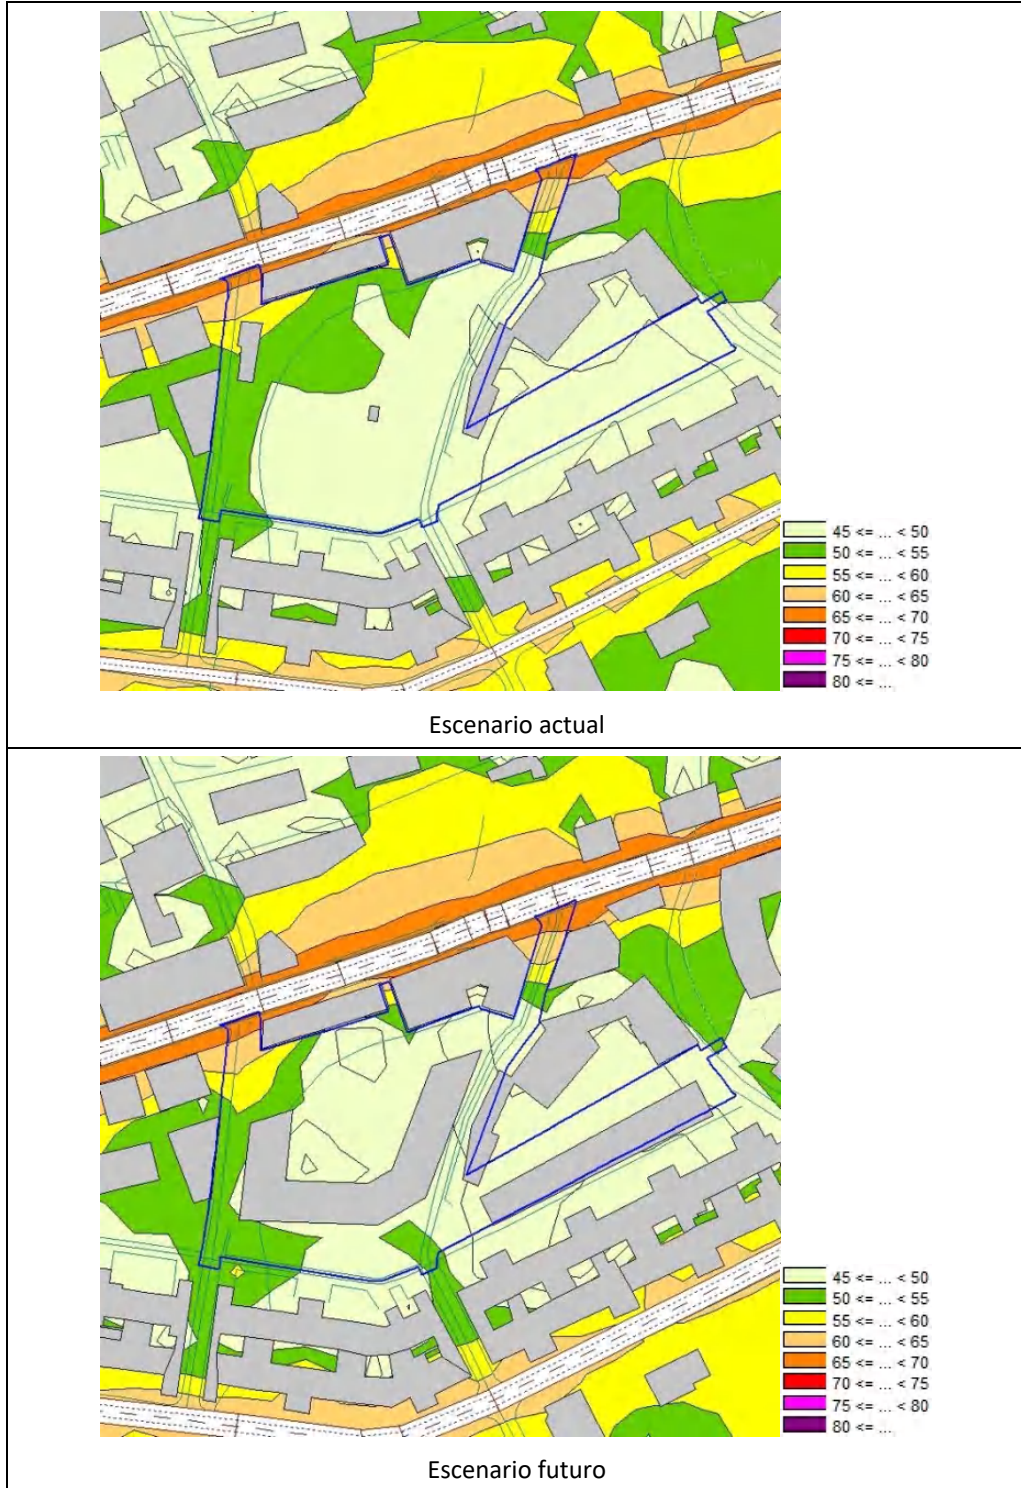 45 <= ... < 50
50 <= ... < 55
55 <= ... < 60
60 <= ... < 65
65 <= ... < 70
70 <= ... < 75
75 <= ... < 80
80 <= ...
Escenario actual
45 <= ... < 50
50 <= ... < 55
55 <= ... < 60
60 <= ... < 65
65 <= ... < 70
70 <= ... < 75
75 <= ... < 80
80 <= ...
Escenario futuro